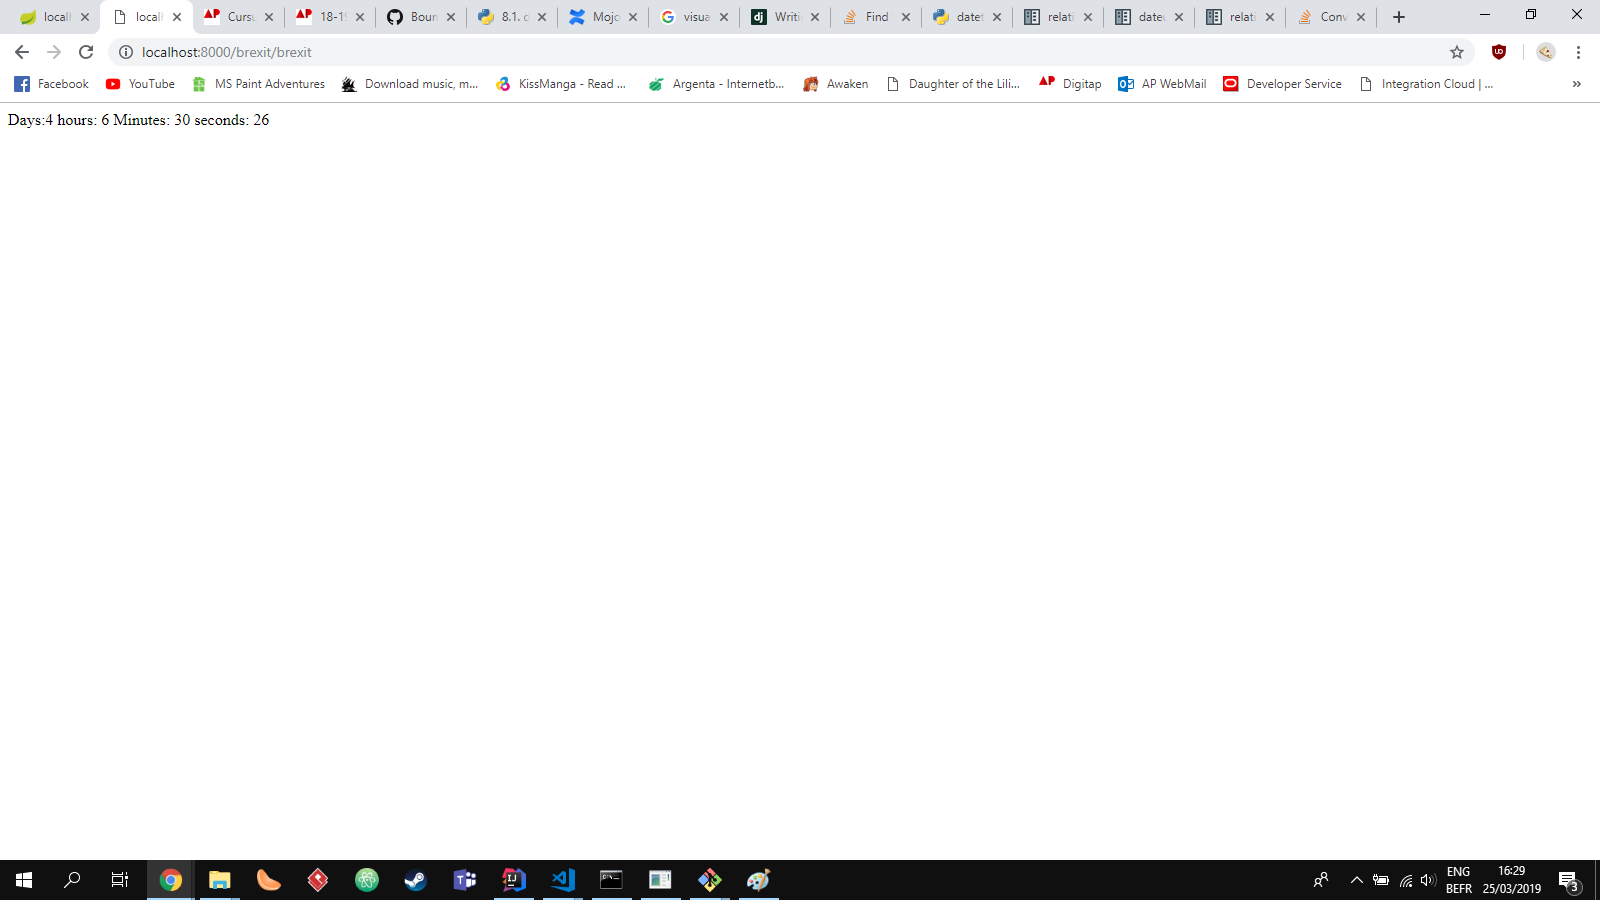 locall
locall
Cursu
18-19
Boun
8.1. d
Mojo
visua
Writi
Find
datet
relati
dateu
relati
Conv
localhost:8000/brexit/brexit
Facebook
YouTube
MS Paint Adventures
Download music, m...
KissManga - Read ...
Argenta - Internetb...
Awaken
Daughter of the Lili...
Digitap
AP WebMail
Developer Service
Integration Cloud | ...
»
Days:4 hours: 6 Minutes: 30 seconds: 26
ENG
BEFR
16:29
25/03/2019
3